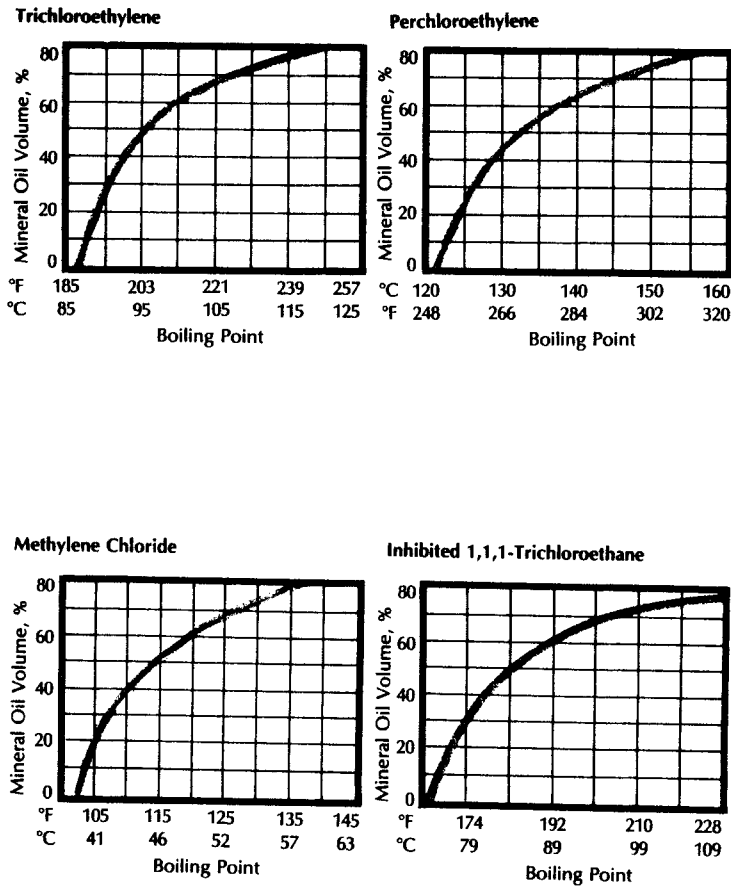 Trichloroethylene
Mineral Oil Volume, %
80
60
40
20
0
°F 185 203 221 239 257
°C 85 95 105 115 125
Boiling Point
Perchloroethylene
Mineral Oil Volume, %
80
60
40
20
0
°C 120 130 140 150 160
°F 248 266 284 302 320
Boiling Point
Methylene Chloride
Mineral Oil Volume, %
80
60
40
20
0
°F 105 115 125 135 145
°C 41 46 52 57 63
Boiling Point
Inhibited 1,1,1-Trichloroethane
Mineral Oil Volume, %
80
60
40
20
0
°F 174 192 210 228
°C 79 89 99 109
Boiling Point